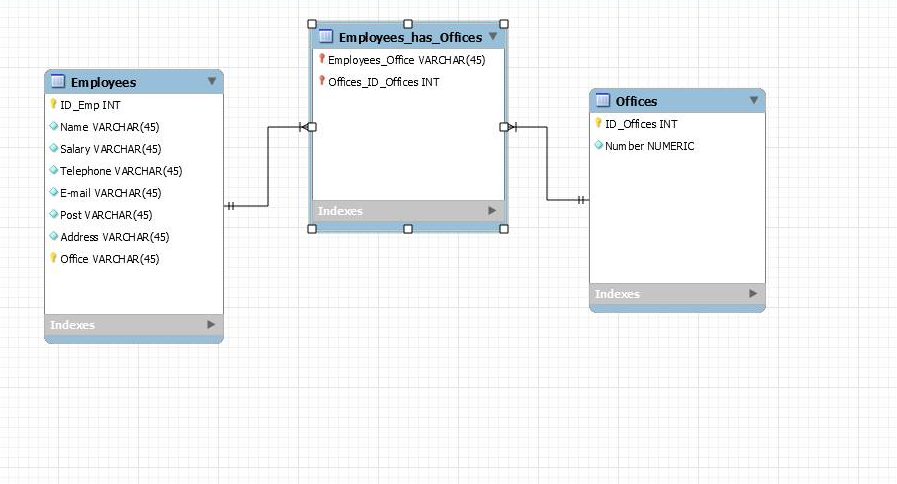 Employees
ID_Emp INT
Name VARCHAR(45)
Salary VARCHAR(45)
Telephone VARCHAR(45)
E-mail VARCHAR(45)
Post VARCHAR(45)
Address VARCHAR(45)
Office VARCHAR(45)
Indexes
Employees_has_Offices
Employees_Office VARCHAR(45)
Offices_ID_Offices INT
Indexes
Offices
ID_Offices INT
Number NUMERIC
Indexes